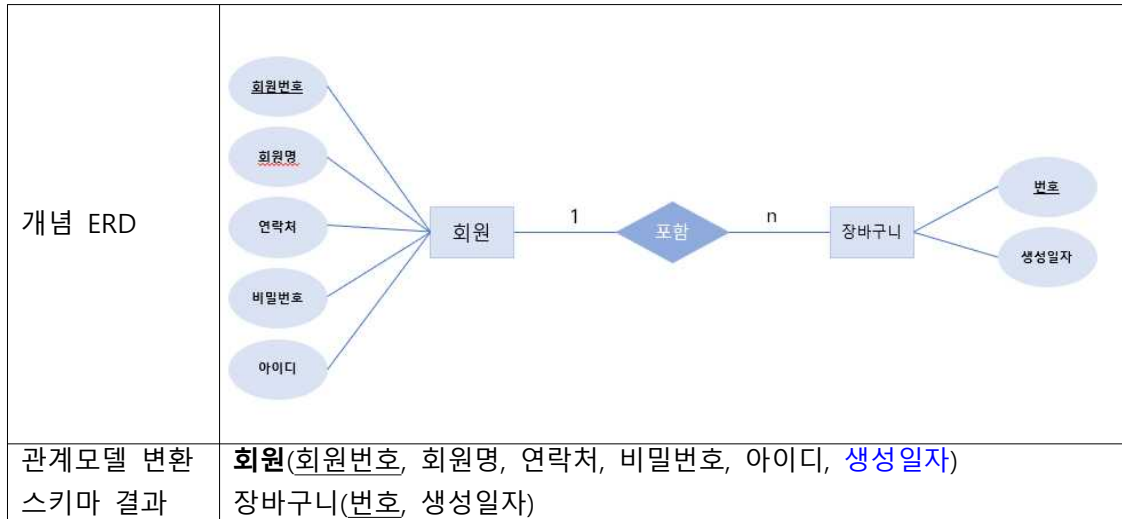 개념 ERD
회원번호
회원명
연락처
비밀번호
아이디
회원
1
포함
n
장바구니
번호
생성일자
관계모델 변환
스키마 결과
회원(회원번호, 회원명, 연락처, 비밀번호, 아이디, 생성일자)
장바구니(번호, 생성일자)